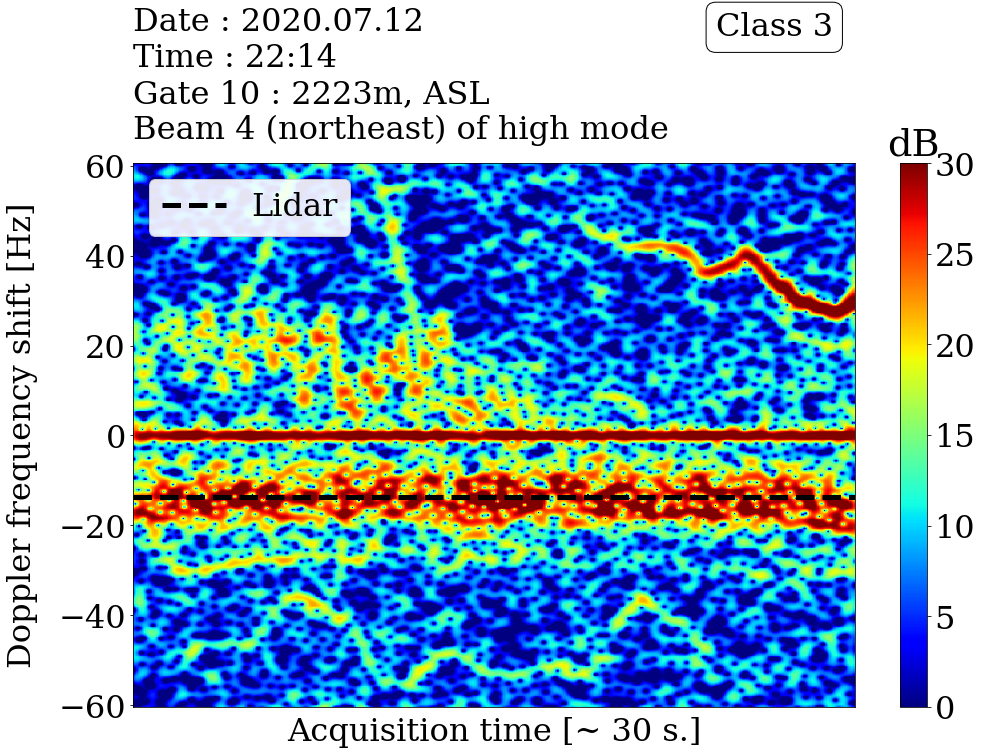 Date : 2020.07.12
Time : 22:14
Gate 10 : 2223m, ASL
Beam 4 (northeast) of high mode
Class 3
dB
Lidar
Doppler frequency shift [Hz]
60
40
20
0
−20
−40
−60
Acquisition time [~ 30 s.]
30
25
20
15
10
5
0